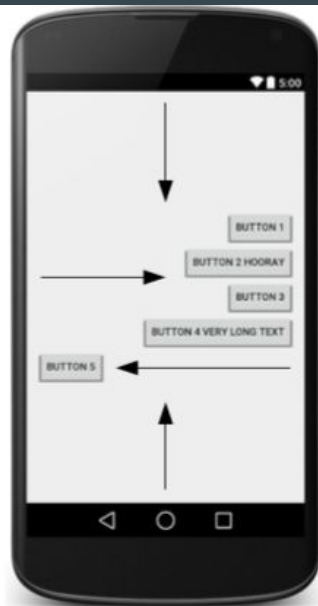 5:00
BUTTON 1
BUTTON 2 HOORAY
BUTTON 3
BUTTON 4 VERY LONG TEXT
BUTTON 5